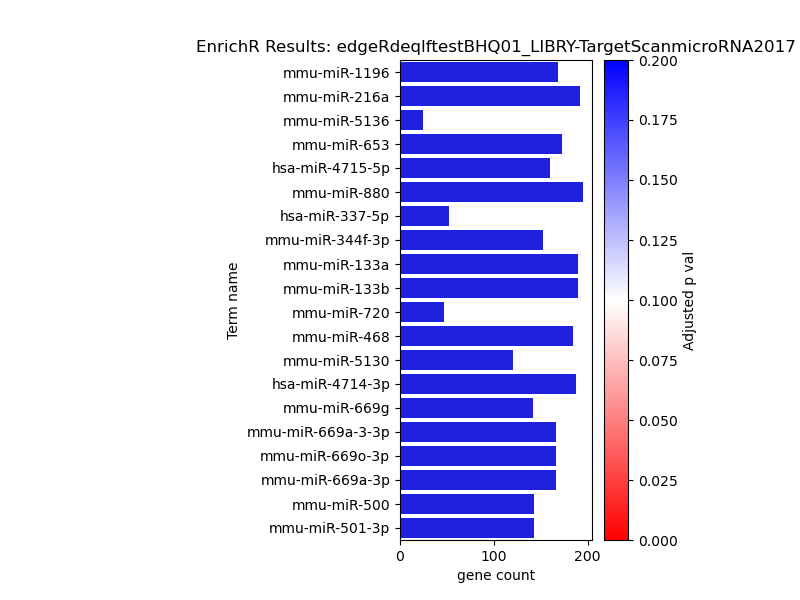 EnrichR Results: edgeRdeqlftestBHQ01_LIBRY-TargetScanmicroRNA2017
mmu-miR-1196
mmu-miR-216a
mmu-miR-5136
mmu-miR-653
hsa-miR-4715-5p
mmu-miR-880
hsa-miR-337-5p
mmu-miR-344f-3p
mmu-miR-133a
mmu-miR-133b
mmu-miR-720
mmu-miR-468
mmu-miR-5130
hsa-miR-4714-3p
mmu-miR-669g
mmu-miR-669a-3-3p
mmu-miR-669o-3p
mmu-miR-669a-3p
mmu-miR-500
mmu-miR-501-3p
Term name
0 100 200
gene count
0.200
0.175
0.150
0.125
0.100
0.075
0.050
0.025
0.000
Adjusted p val